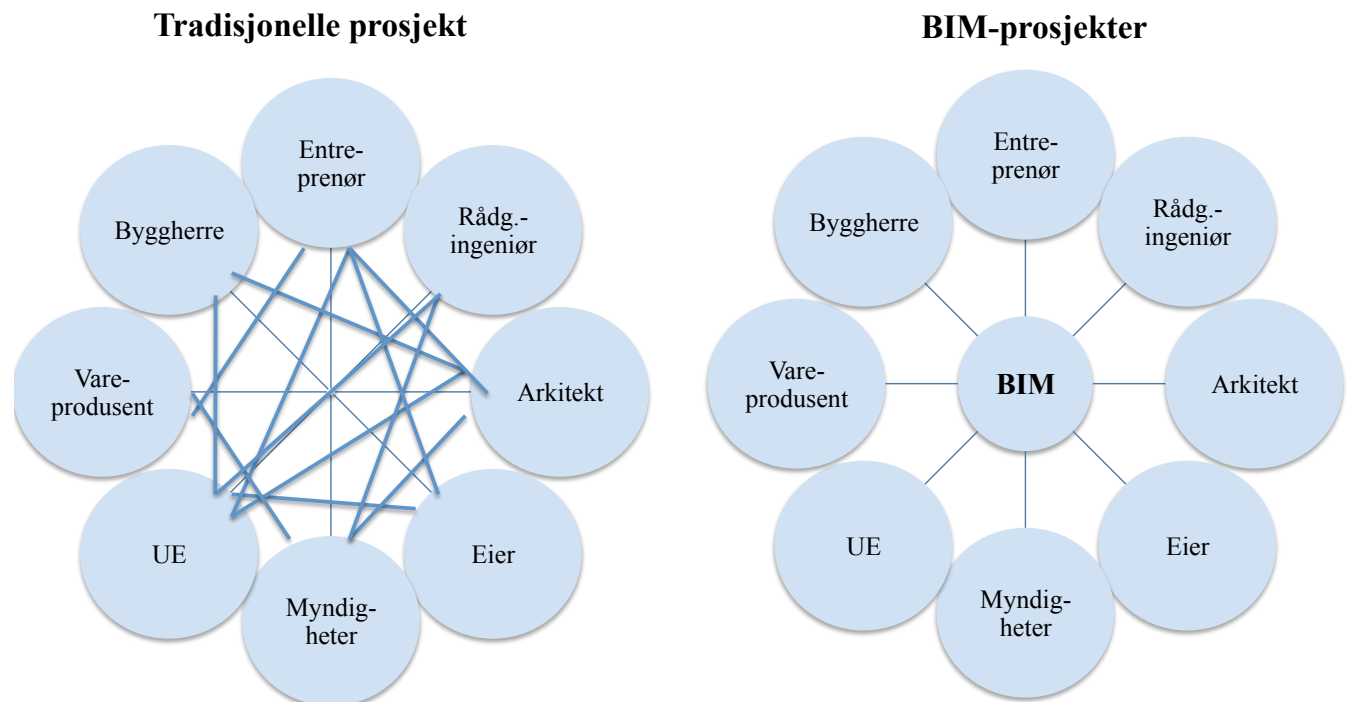 Tradisjonelle prosjekt
Entre-
prenør
Rådg.-
ingeniør
Byggherre
Vare-
produsent
Arkitekt
UE
Eier
Myndig-
heter
BIM-prosjekter
Entre-
prenør
Rådg.-
ingeniør
Byggherre
Vare-
produsent
BIM
Arkitekt
UE
Eier
Myndig-
heter